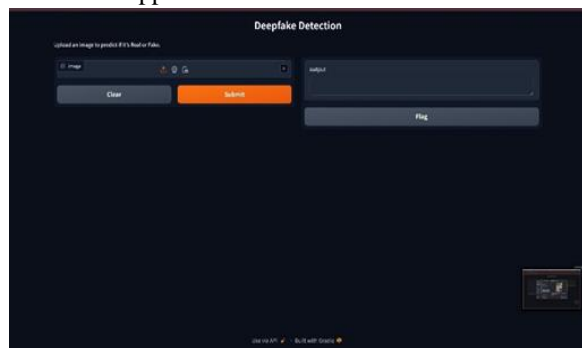 Deepfake Detection
Upload an image to predict if it's Real or Fake.
Image
output
Clear
Submit
Flag
Use via API · Built with Gradio